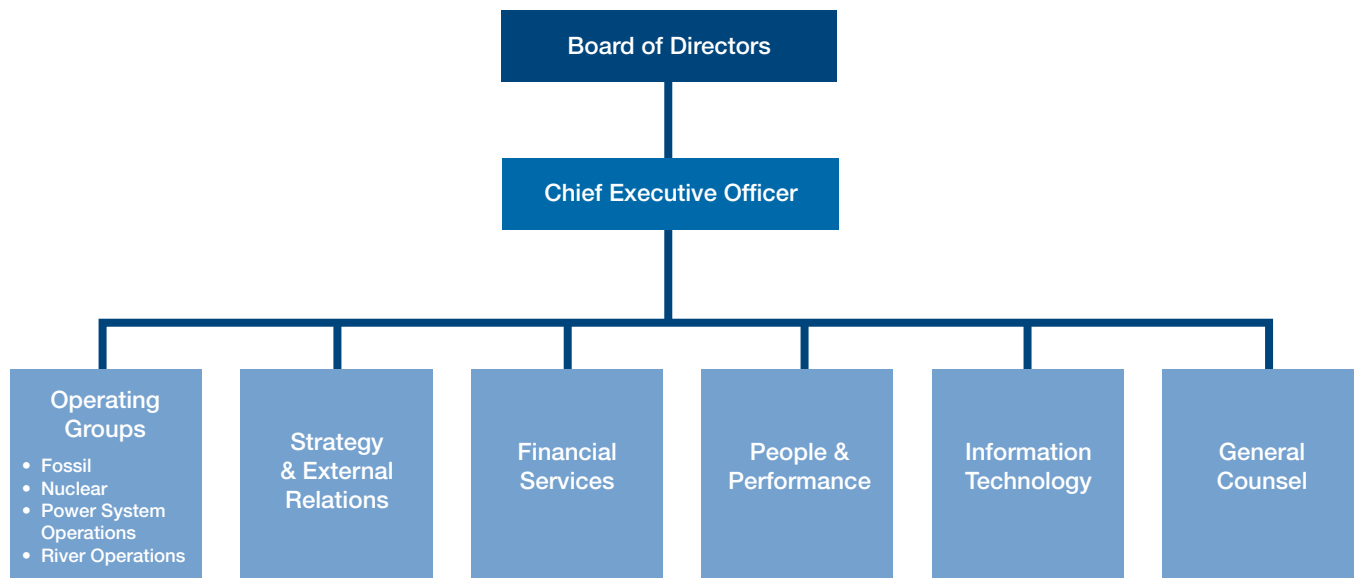 Board of Directors
Chief Executive Officer
Operating
Groups
• Fossil
• Nuclear
• Power System
Operations
• River Operations
Strategy
& External
Relations
Financial
Services
People &
Performance
Information
Technology
General
Counsel